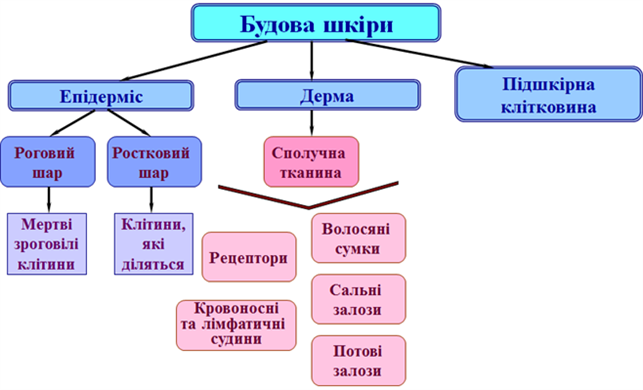 Будова шкіри
Епідерміс
Дерма
Підшкірна
клітковина
Роговий
шар
Ростковий
шар
Сполучна
тканина
Мертві
зроговілі
клітини
Клітини,
які
діляться
Рецептори
Волосяні
сумки
Кровоносні
та лімфатичні
судини
Сальні
залози
Потові
залози